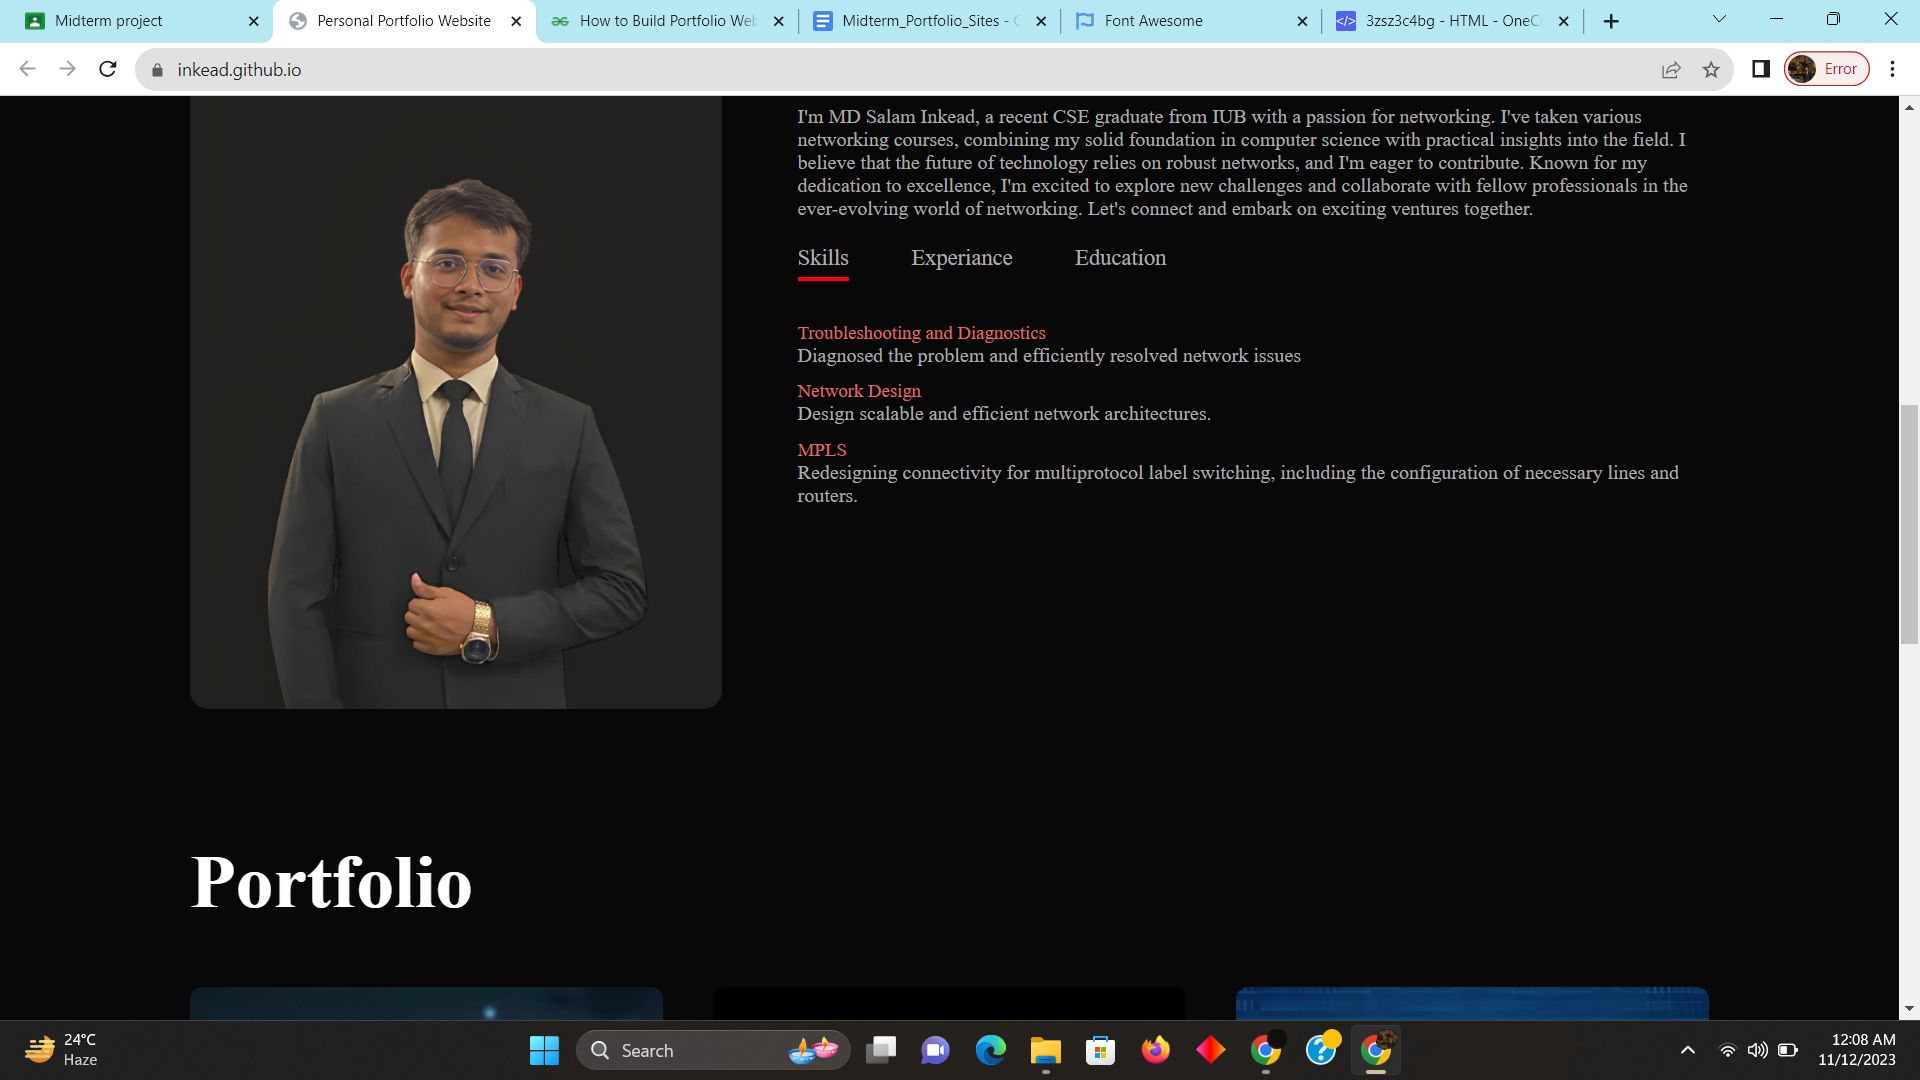 Midterm project
Personal Portfolio Website
How to Build Portfolio Wel
Midterm_Portfolio_Sites -
Font Awesome
3zsz3c4bg - HTML - OneC
inkead.github.io
Error
I'm MD Salam Inkead, a recent CSE graduate from IUB with a passion for networking. I've taken various
networking courses, combining my solid foundation in computer science with practical insights into the field. I
believe that the future of technology relies on robust networks, and I'm eager to contribute. Known for my
dedication to excellence, I'm excited to explore new challenges and collaborate with fellow professionals in the
ever-evolving world of networking. Let's connect and embark on exciting ventures together.
Skills Experiance Education
Troubleshooting and Diagnostics
Diagnosed the problem and efficiently resolved network issues
Network Design
Design scalable and efficient network architectures.
MPLS
Redesigning connectivity for multiprotocol label switching, including the configuration of necessary lines and
routers.
Portfolio
24°C
Haze
Search
12:08 AM
11/12/2023